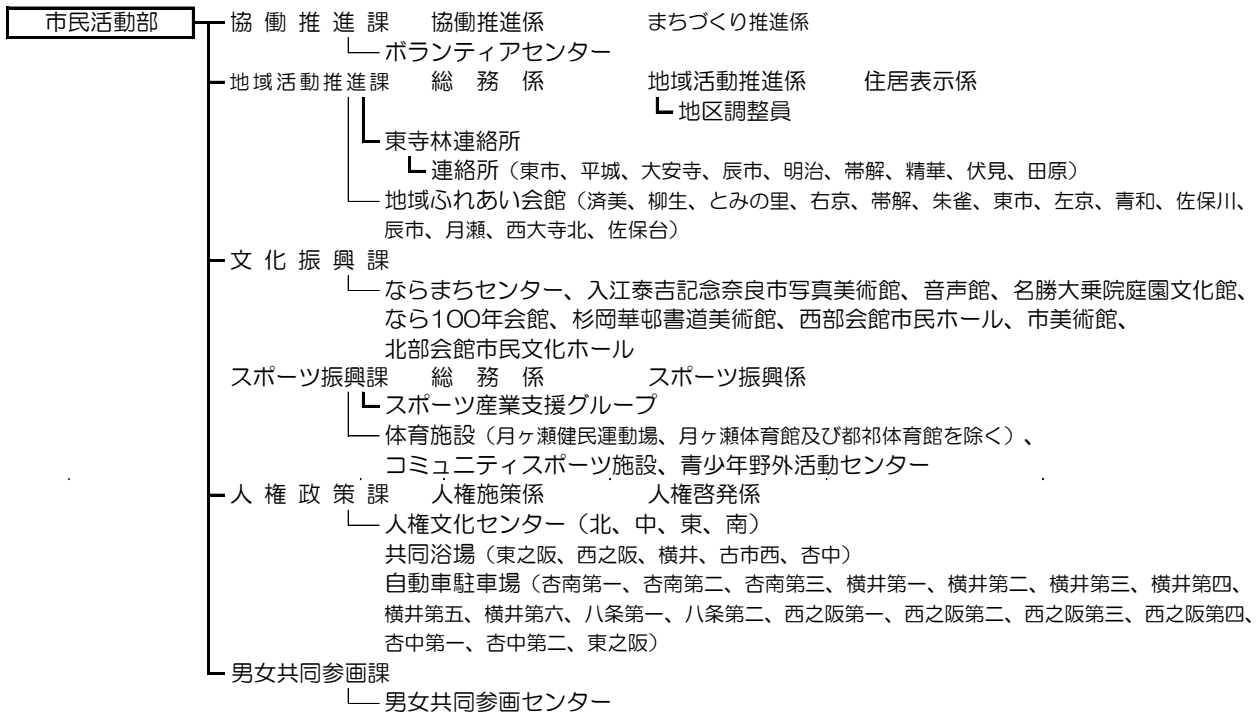 市民活動部 協働推進課 協働推進係 まちづくり推進係
ボランティアセンター
地域活動推進課 総務係 地域活動推進係 住居表示係
地区調整員
東寺林連絡所
連絡所（東市、平城、大安寺、辰市、明治、帯解、精華、伏見、田原）
地域ふれあい会館（済美、柳生、とみの里、右京、帯解、朱雀、東市、左京、青和、佐保川、
辰市、月瀬、西大寺北、佐保台）
文化振興課
ならまちセンター、入江泰吉記念奈良市写真美術館、音声館、名勝大乗院庭園文化館、
なら100年会館、杉岡華邨書道美術館、西部会館市民ホール、市美術館、
北部会館市民文化ホール
スポーツ振興課 総務係 スポーツ振興係
スポーツ産業支援グループ
体育施設（月ヶ瀬健民運動場、月ヶ瀬体育館及び都祁体育館を除く）、
コミュニティスポーツ施設、青少年野外活動センター
人権政策課 人権施策係 人権啓発係
人権文化センター（北、中、東、南）
共同浴場（東之阪、西之阪、横井、古市西、杏中）
自動車駐車場（杏南第一、杏南第二、杏南第三、横井第一、横井第二、横井第三、横井第四、
横井第五、横井第六、八条第一、八条第二、西之阪第一、西之阪第二、西之阪第三、西之阪第四、
杏中第一、杏中第二、東之阪）
男女共同参画課
男女共同参画センター